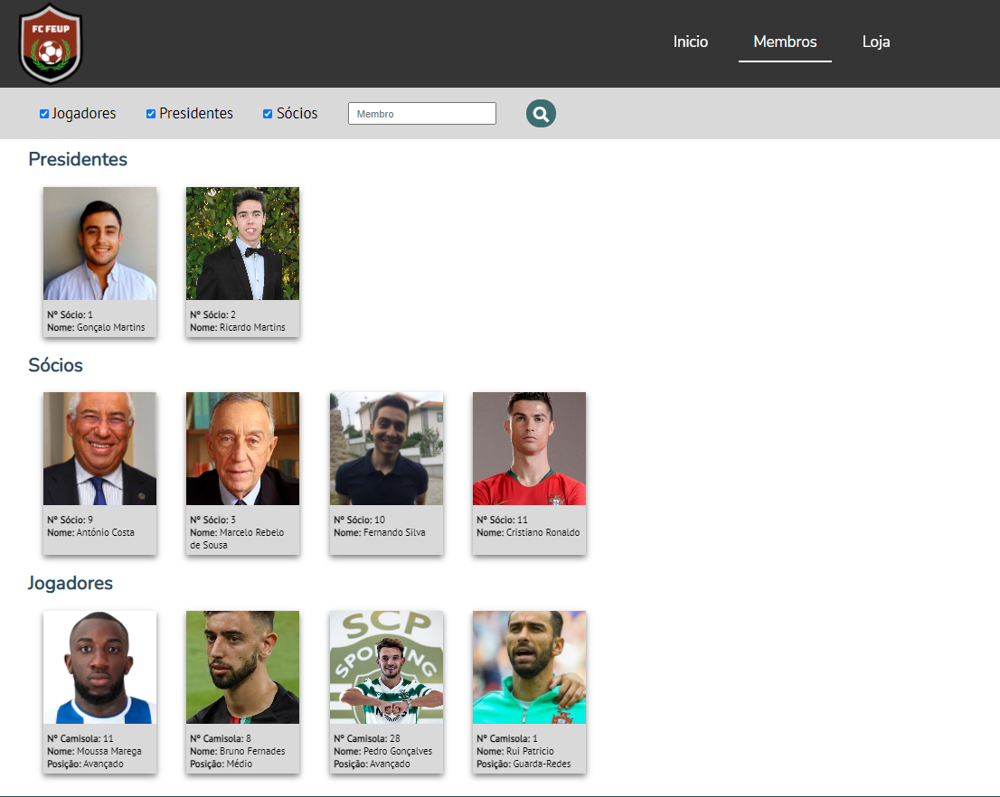 FC FEUP
Inicio
Membros
Loja
Jogadores
Presidentes
Sócios
Membro
Presidentes
Nº Sócio: 1
Nome: Gonçalo Martins
Nº Sócio: 2
Nome: Ricardo Martins
Sócios
Nº Sócio: 9
Nome: António Costa
Nº Sócio: 3
Nome: Marcelo Rebelo
de Sousa
Nº Sócio: 10
Nome: Fernando Silva
Nº Sócio: 11
Nome: Cristiano Ronaldo
Jogadores
SCP
SPORTING
Nº Camisola: 11
Nome: Moussa Marega
Posição: Avançado
Nº Camisola: 8
Nome: Bruno Fernades
Posição: Médio
Nº Camisola: 28
Nome: Pedro Gonçalves
Posição: Avançado
Nº Camisola: 1
Nome: Rui Patricio
Posição: Guarda-Redes